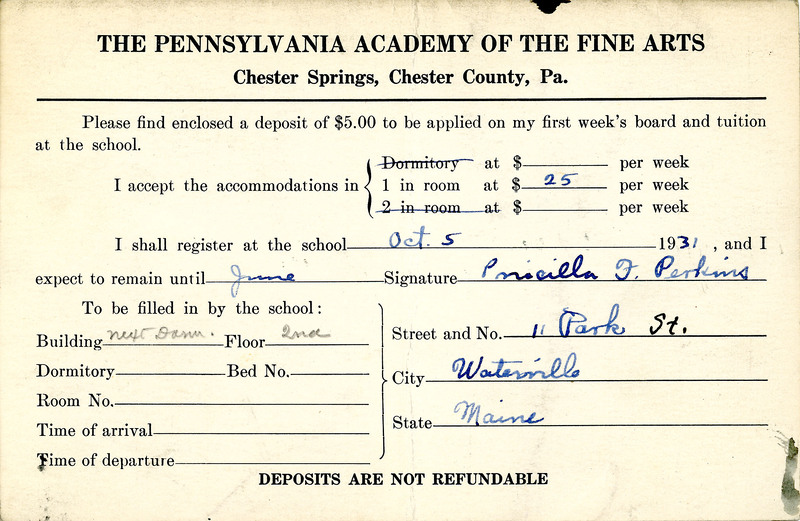 THE PENNSYLVANIA ACADEMY OF THE FINE ARTS
Chester Springs, Chester County, Pa.
Please find enclosed a deposit of $5.00 to be applied on my first week's board and tuition
at the school.
Dormitory at $ per week
I accept the accommodations in 1 in room at $ 25 per week
2 in room at $ per week
I shall register at the school Oct. 5 1931, and I
expect to remain until June Signature Priscilla F. Perkins
To be filled in by the school:
Street and No. 11 Park St.
Building next Floor 2nd
Dormitory Bed No.
City Waterville
Room No.
State Maine
Time of arrival
Time of departure
DEPOSITS ARE NOT REFUNDABLE